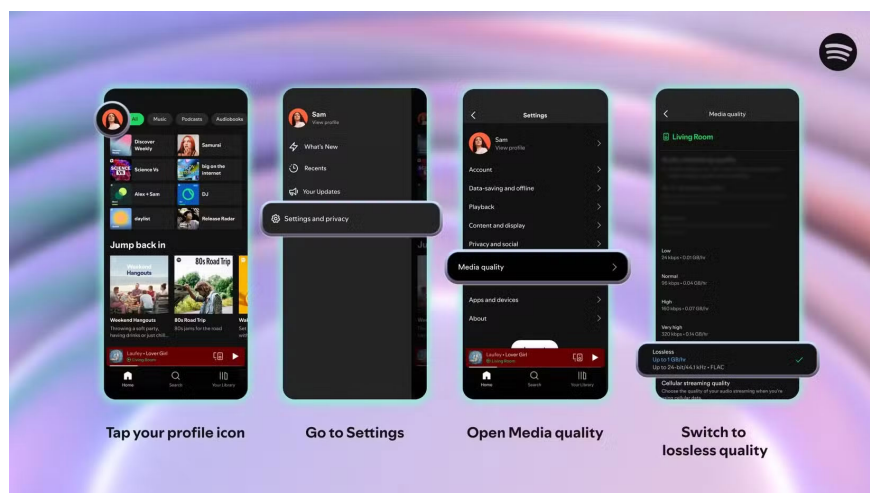 All
Music
Podcasts
Audiobooks
Discover
Weekly
Samurai
Science Vs
big on the
Internet
Alex + Sam
DJ
daylist
Release Radar
Jump back in
Weekend
Hangouts
80s Road Trip
Weekend Hangouts
Throwing a soft party,
having drinks or just chill...
80s Road Trip
80s jams for the road
Laufey • Lover Girl
Living Room
Home
Search
Your Library
Tap your profile icon
Sam
View profile
What's New
Recents
Your Updates
Settings and privacy
Go to Settings
Settings
Sam
View profile
Account
Data-saving and offline
Playback
Content and display
Privacy and social
Media quality
Apps and devices
About
Laufey • Lover Girl
Living Room
Home
Search
Your Library
Open Media quality
Media quality
Living Room
Low
24 kbps • 0.01 GB/hr
Normal
96 kbps • 0.04 GB/hr
High
160 kbps • 0.07 GB/hr
Very high
320 kbps • 0.14 GB/hr
Lossless
Up to 1 GB/hr
Up to 24-bit/44.1 kHz • FLAC
Cellular streaming quality
Choose the quality of your audio streaming when you're
using cellular data.
Switch to
lossless quality